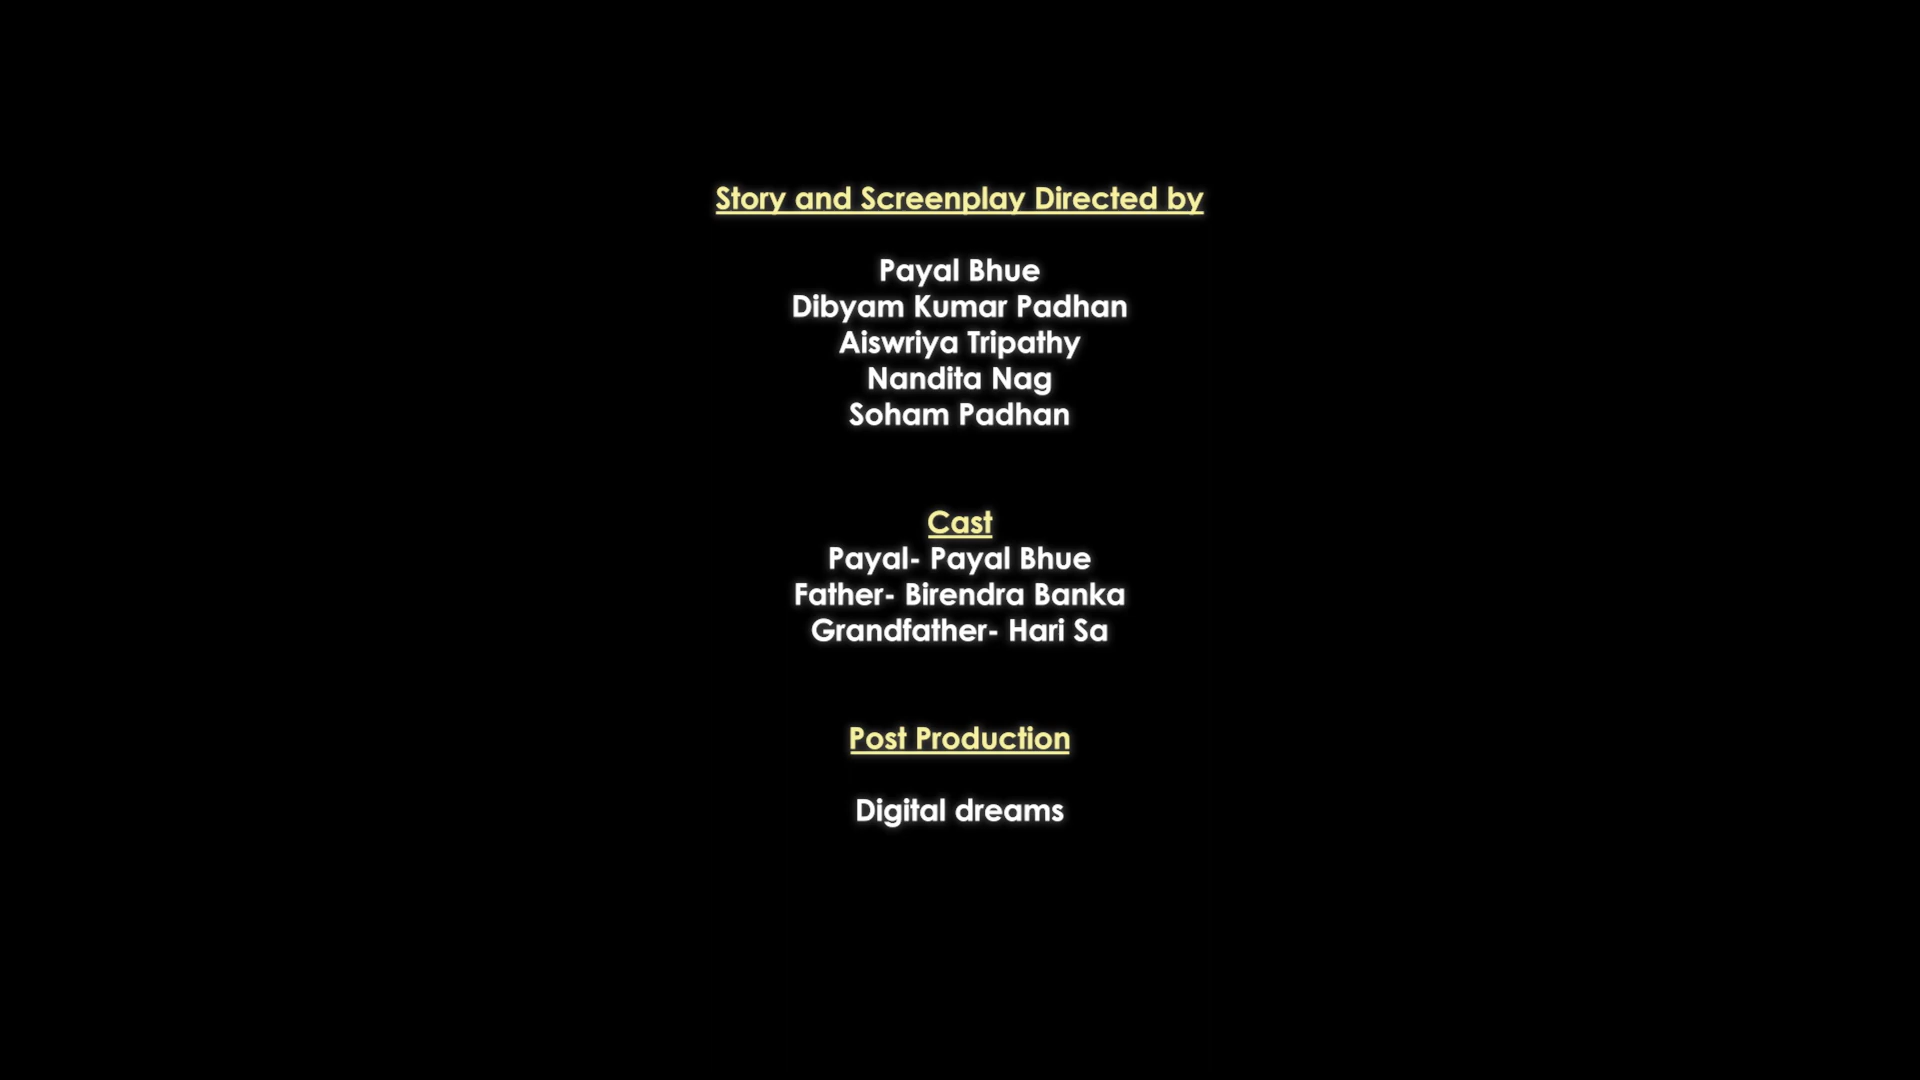 Story and Screenplay Directed by
Payal Bhue
Dibyam Kumar Padhan
Aiswriya Tripathy
Nandita Nag
Soham Padhan
Cast
Payal- Payal Bhue
Father- Birendra Banka
Grandfather- Hari Sa
Post Production
Digital dreams